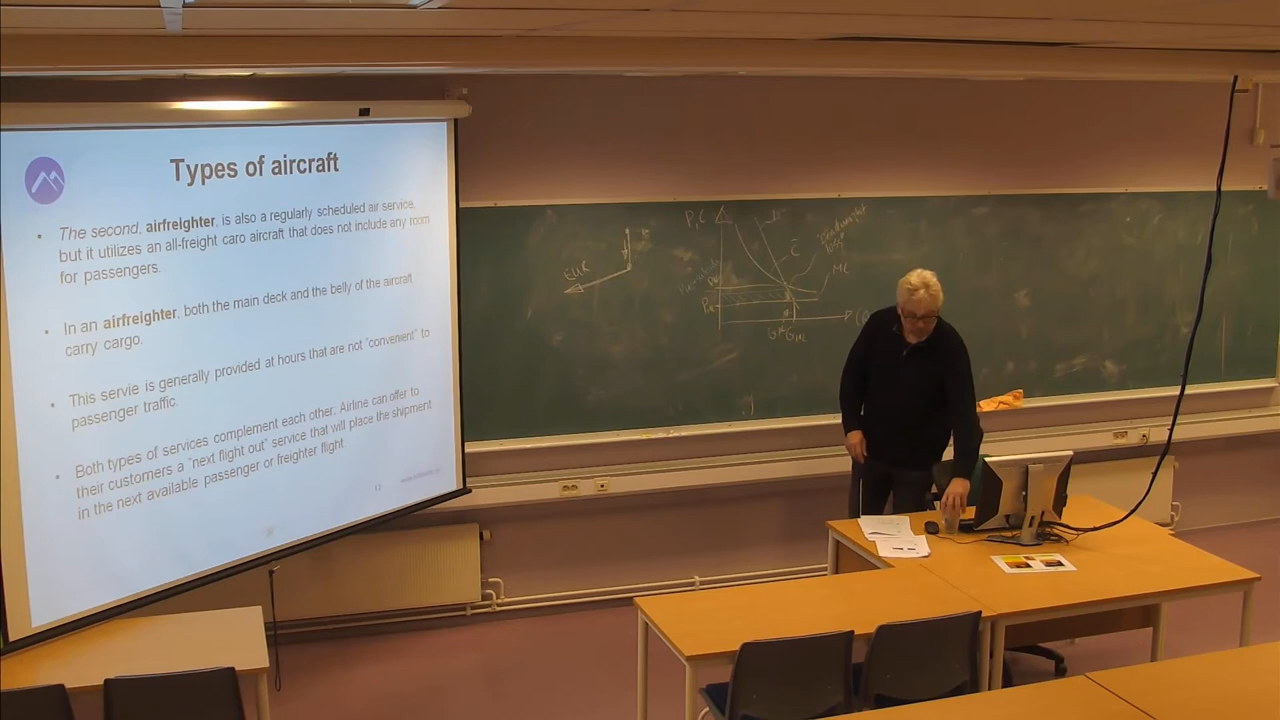 Types of aircraft
• The second, airfreighter, is also a regularly scheduled air service,
but it utilizes an all-freight caro aircraft that does not include any room
for passengers.
• In an airfreighter, both the main deck and the belly of the aircraft
carry cargo.
• This servie is generally provided at hours that are not “convenient” to
passenger traffic.
• Both types of services complement each other. Airline can offer to
their customers a “next flight out” service that will place the shipment
in the next available passenger or freighter flight
P, C
C
MC
EUR